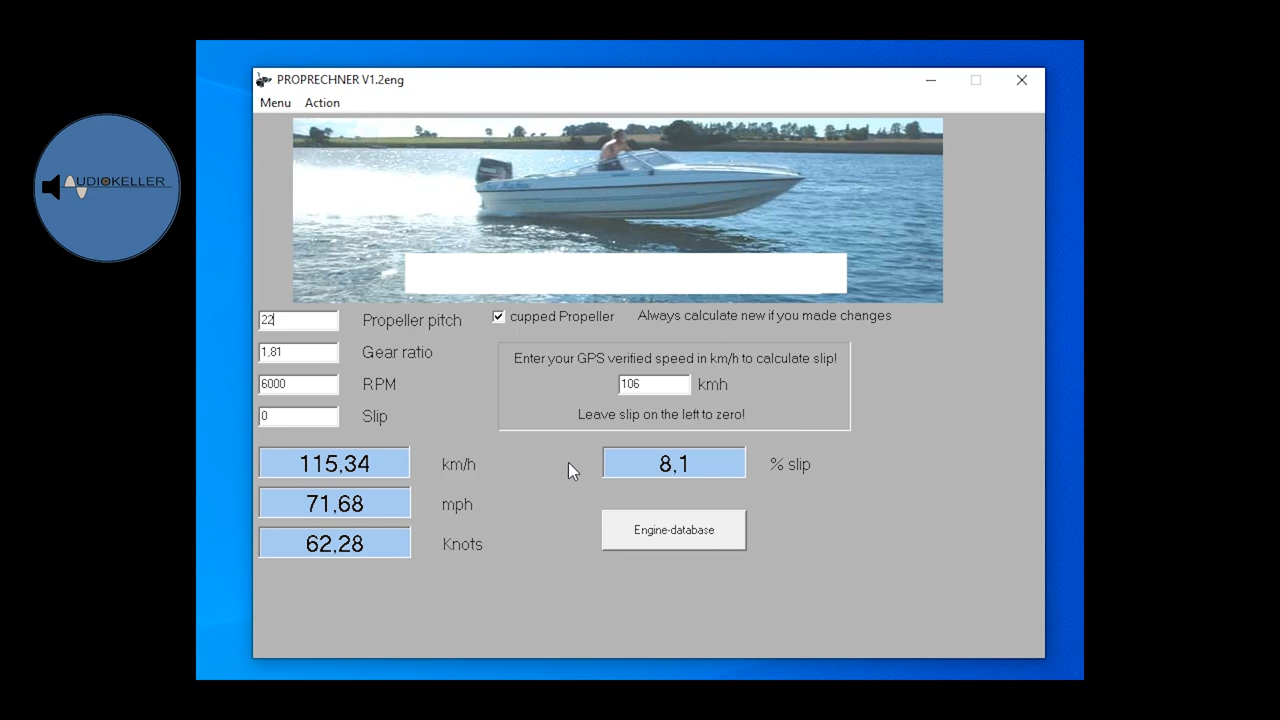 PROPRECHNER V1.2eng
Menu Action
UDIOKELLER
22 Propeller pitch cupped Propeller Always calculate new if you made changes
1,81 Gear ratio Enter your GPS verified speed in km/h to calculate slip!
6000 RPM 106 kmh
0 Slip Leave slip on the left to zero!
115,34 km/h 8,1 % slip
71,68 mph
Engine-database
62,28 Knots